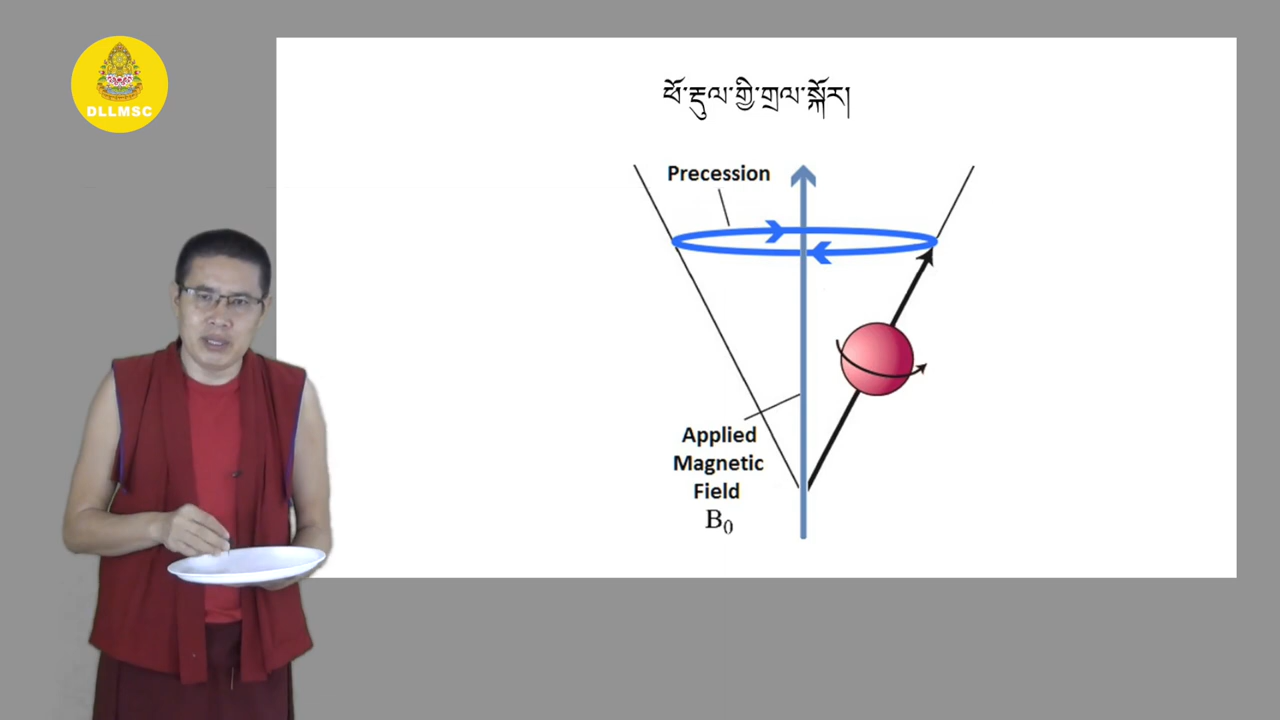 DLLMSC
ཕོ་རྡུལ་གྱི་གྲལ་སྐོར།
Precession
Applied
Magnetic
Field
B₀